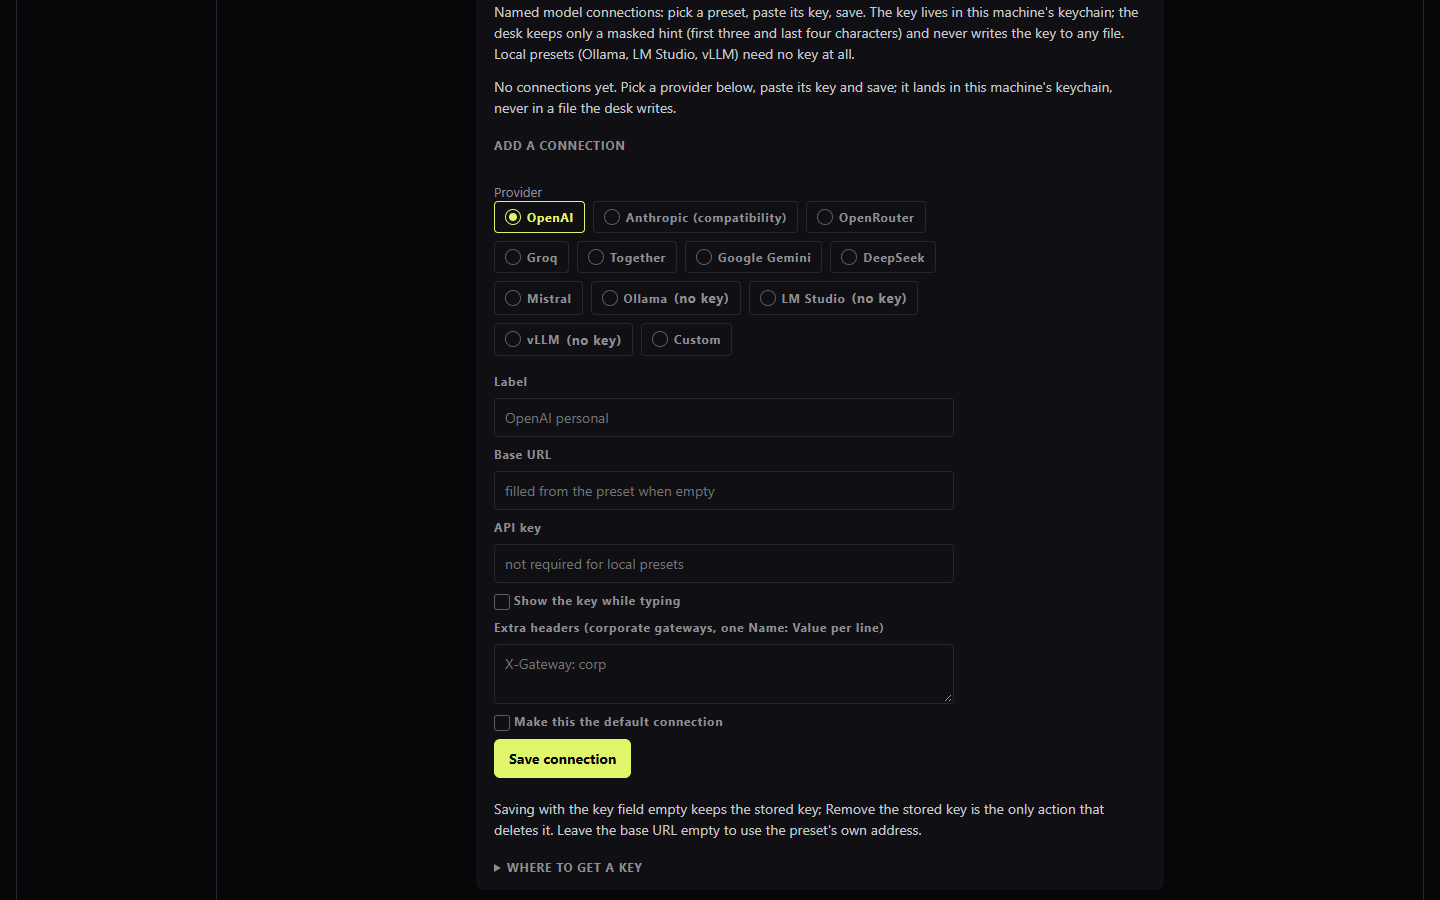 Named model connections: pick a preset, paste its key, save. The key lives in this machine's keychain; the
desk keeps only a masked hint (first three and last four characters) and never writes the key to any file.
Local presets (Ollama, LM Studio, vLLM) need no key at all.
No connections yet. Pick a provider below, paste its key and save; it lands in this machine's keychain,
never in a file the desk writes.
ADD A CONNECTION
Provider
OpenAI Anthropic (compatibility) OpenRouter
Groq Together Google Gemini DeepSeek
Mistral Ollama (no key) LM Studio (no key)
vLLM (no key) Custom
Label
OpenAI personal
Base URL
filled from the preset when empty
API key
not required for local presets
Show the key while typing
Extra headers (corporate gateways, one Name: Value per line)
X-Gateway: corp
Make this the default connection
Save connection
Saving with the key field empty keeps the stored key; Remove the stored key is the only action that
deletes it. Leave the base URL empty to use the preset's own address.
WHERE TO GET A KEY